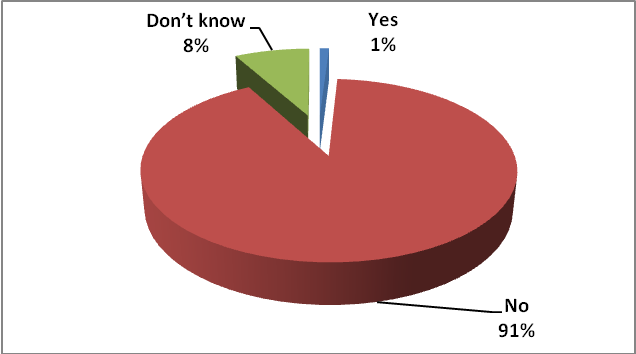 Don't know
8%
Yes
1%
No
91%